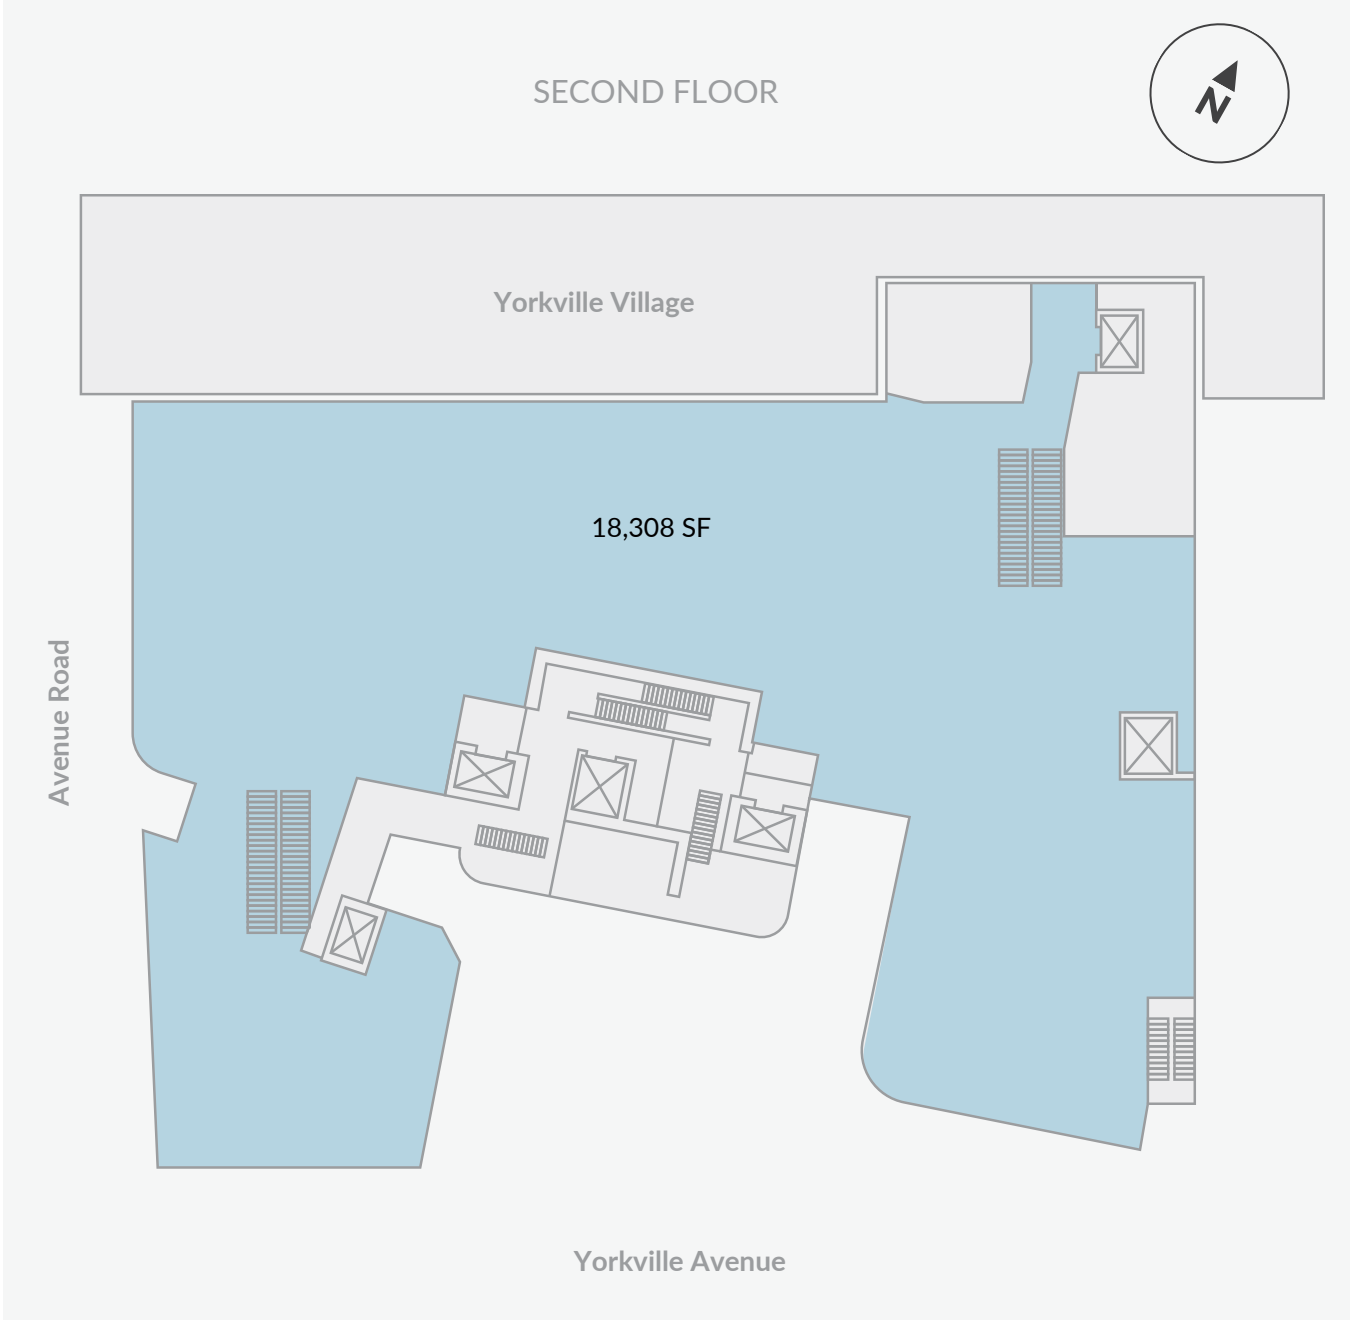 SECOND FLOOR
N
Yorkville Village
18,308 SF
Avenue Road
Yorkville Avenue